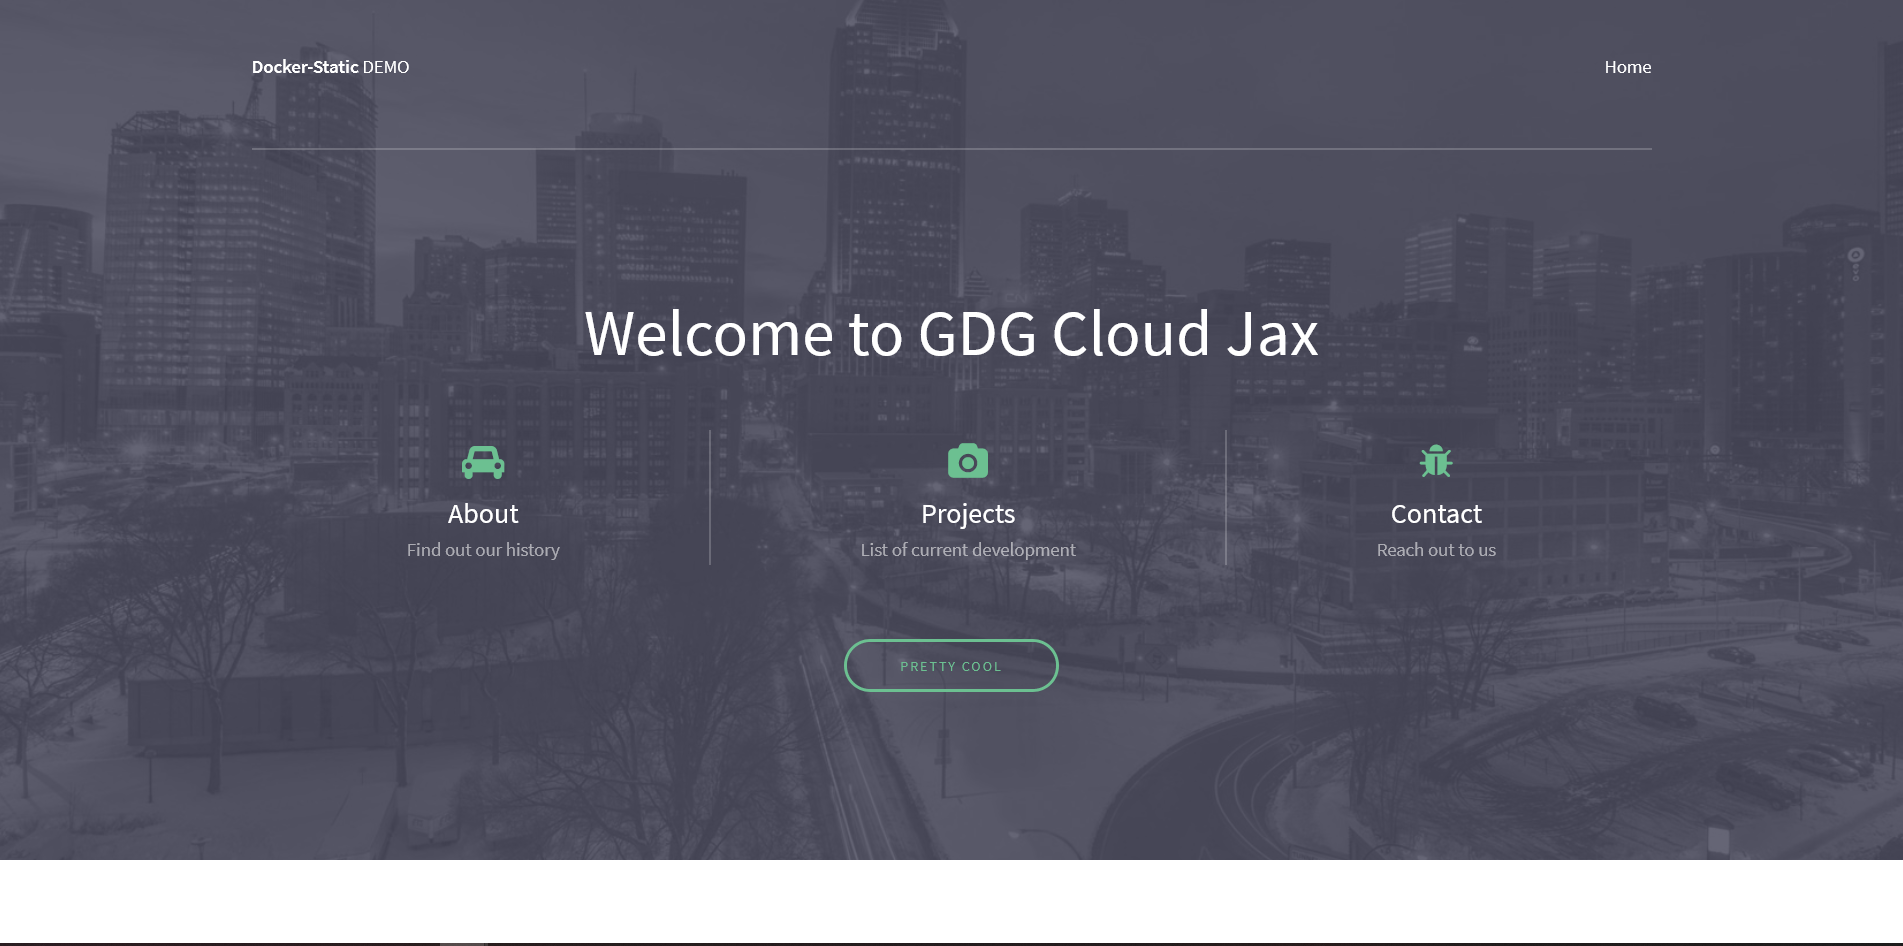 Docker-Static DEMO
Home
Welcome to GDG Cloud Jax
About
Find out our history
Projects
List of current development
Contact
Reach out to us
PRETTY COOL